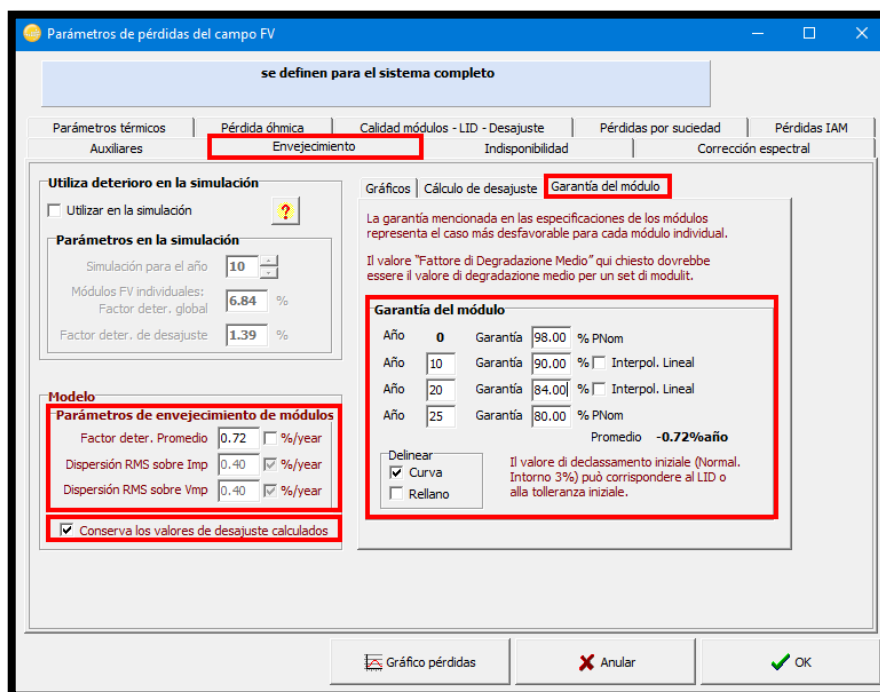 Parámetros de pérdidas del campo FV
se definen para el sistema completo
Parámetros térmicos
Pérdida óhmica
Calidad módulos - LID - Desajuste
Pérdidas por suciedad
Pérdidas IAM
Auxiliares
Envejecimiento
Indisponibilidad
Corrección espectral
Utiliza deterioro en la simulación
Utilizar en la simulación
?
Parámetros en la simulación
Simulación para el año 10
Módulos FV individuales:
Factor deter. global 6.84 %
Factor deter. de desajuste 1.39 %
Modelo
Parámetros de envejecimiento de módulos
Factor deter. Promedio 0.72 %/year
Dispersión RMS sobre Imp 0.40 %/year
Dispersión RMS sobre Vmp 0.40 %/year
Conserva los valores de desajuste calculados
Gráficos
Cálculo de desajuste
Garantía del módulo
La garantía mencionada en las especificaciones de los módulos
representa el caso más desfavorable para cada módulo individual.
Il valore "Fattore di Degradazione Medio" qui chiesto dovrebbe
essere il valore di degradazione medio per un set di modulit.
Garantía del módulo
Año 0 Garantía 98.00 % PNom
Año 10 Garantía 90.00 % Interpol. Lineal
Año 20 Garantía 84.00 % Interpol. Lineal
Año 25 Garantía 80.00 % PNom
Promedio -0.72%año
Delinear
Curva
Rellano
Il valore di declassamento iniziale (Normal.
Intorno 3%) può corrispondere al LID o
alla tolleranza iniziale.
Gráfico pérdidas
Anular
OK